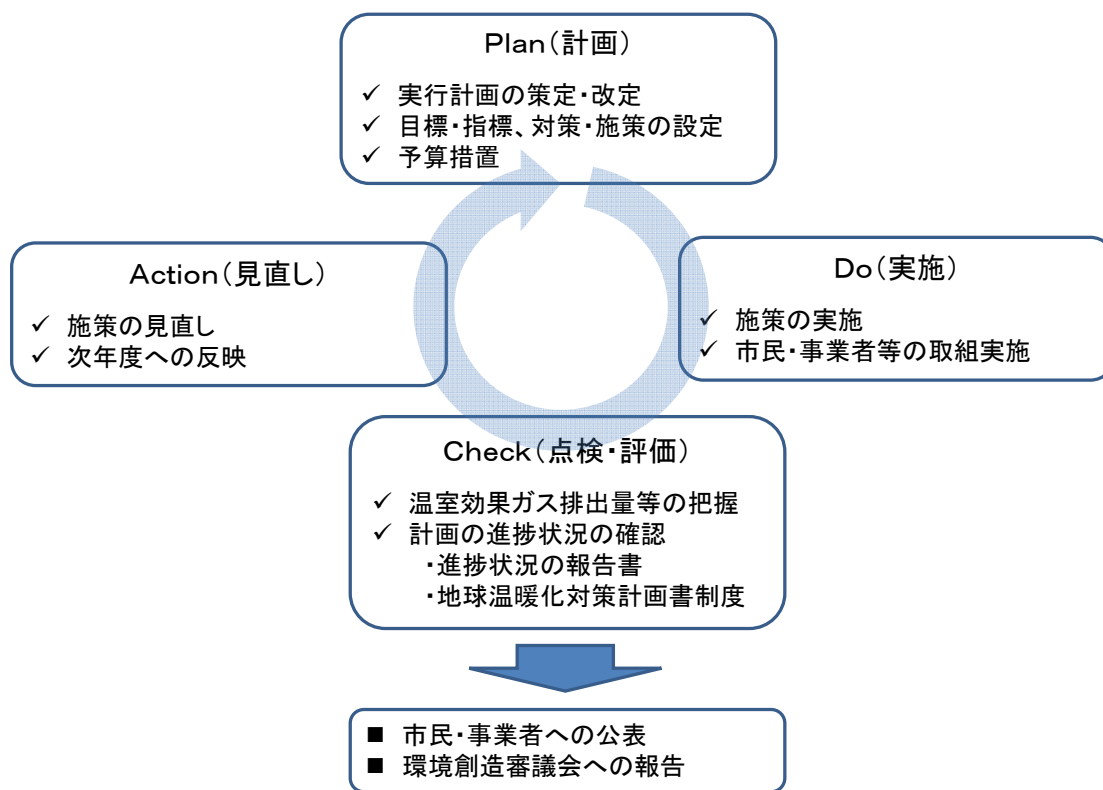 Plan(計画)
✓ 実行計画の策定・改定
✓ 目標・指標、対策・施策の設定
✓ 予算措置
Action(見直し)
✓ 施策の見直し
✓ 次年度への反映
Do(実施)
✓ 施策の実施
✓ 市民・事業者等の取組実施
Check(点検・評価)
✓ 温室効果ガス排出量等の把握
✓ 計画の進捗状況の確認
・進捗状況の報告書
・地球温暖化対策計画書制度
■ 市民・事業者への公表
■ 環境創造審議会への報告